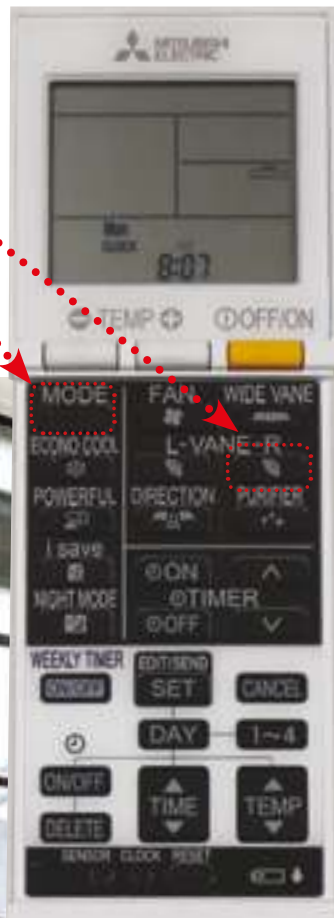 MITSUBISHI
ELECTRIC
Mon
CLOCK
8:07
TEMP OFF/ON
MODE FAN WIDE VANE
ECONO COOL L-VANE-R
POWERFUL DIRECTION PURIFIER
i save
ON
NIGHT MODE TIMER
OFF
WEEKLY TIMER EDIT/SEND
ON/OFF SET CANCEL
DAY 1~4
ON/OFF TIME TEMP
DELETE
SENSOR CLOCK RESET